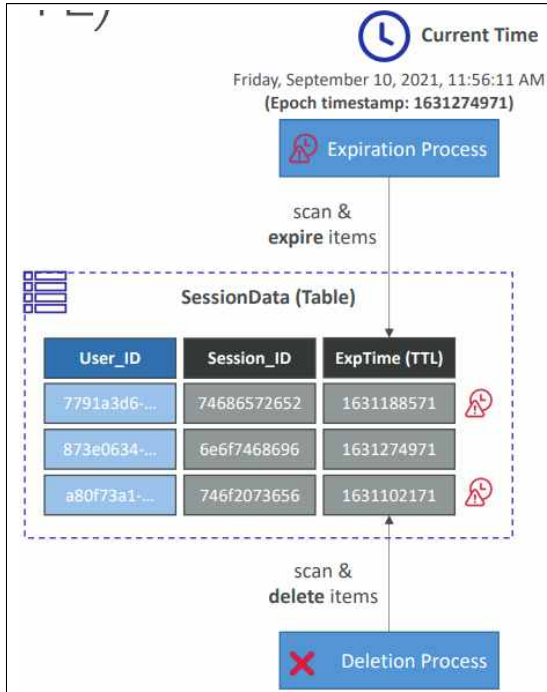 Current Time
Friday, September 10, 2021, 11:56:11 AM
(Epoch timestamp: 1631274971)
Expiration Process
scan &
expire items
SessionData (Table)
User_ID Session_ID ExpTime (TTL)
7791a3d6-... 74686572652 1631188571
873e0634-... 6e6f7468696 1631274971
a80f73a1-... 746f2073656 1631102171
scan &
delete items
Deletion Process